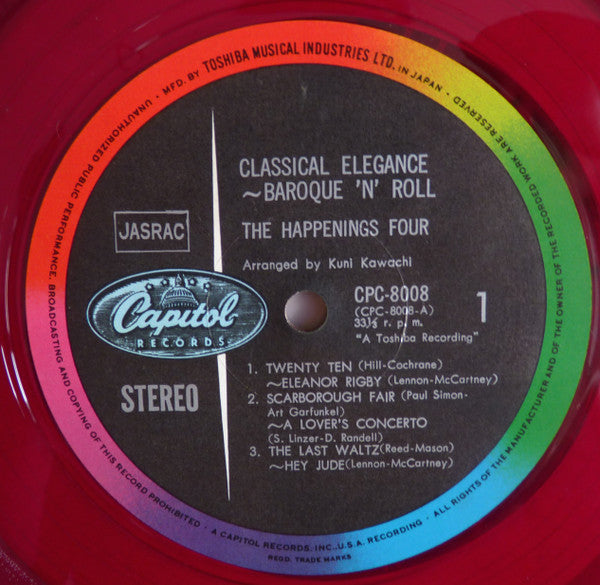 • MFD. BY TOSHIBA MUSICAL INDUSTRIES LTD. IN JAPAN •
UNAUTHORIZED PUBLIC PERFORMANCE, BROADCASTING AND COPYING OF THIS RECORD PROHIBITED •
ALL RIGHTS OF THE MANUFACTURER AND OF THE OWNER OF THE RECORDED WORK ARE RESERVED
A CAPITOL RECORDS, INC., U.S.A. RECORDING •
REGD. TRADE MARKS
CLASSICAL ELEGANCE
~BAROQUE 'N' ROLL
JASRAC
THE HAPPENINGS FOUR
Arranged by Kuni Kawachi
Capitol
RECORDS
STEREO
CPC-8008
(CPC-8008-A)
33⅓ r. p. m.
"A Toshiba Recording"
1
1. TWENTY TEN (Hill-Cochrane)
~ELEANOR RIGBY (Lennon-McCartney)
2. SCARBOROUGH FAIR (Paul Simon-
Art Garfunkel)
~A LOVER'S CONCERTO
(S. Linzer-D. Randell)
3. THE LAST WALTZ(Reed-Mason)
~HEY JUDE(Lennon-McCartney)